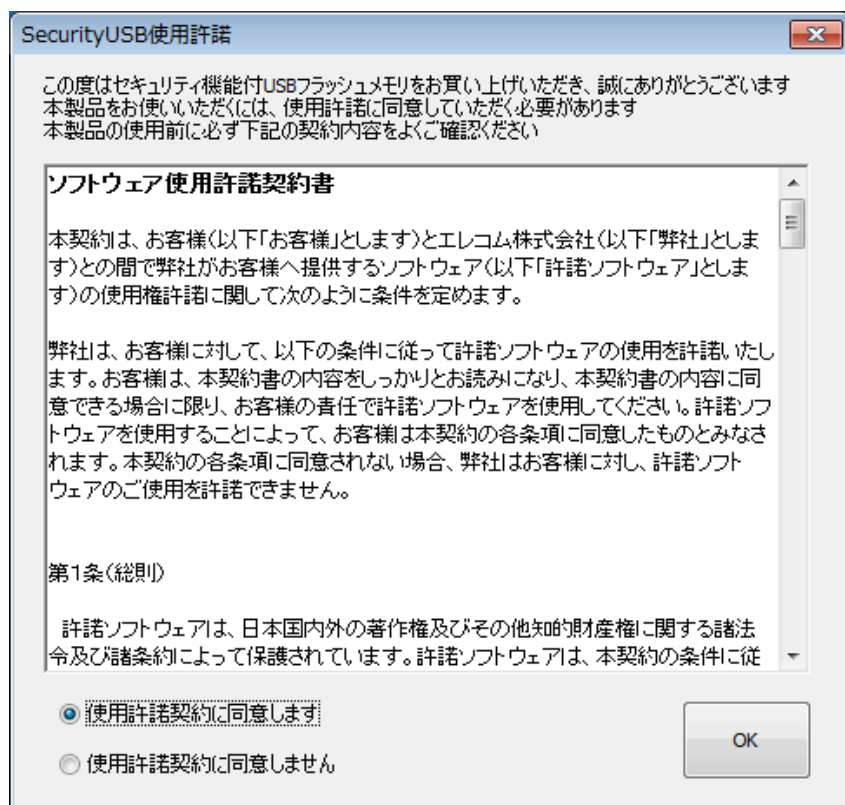 SecurityUSB使用許諾
この度はセキュリティ機能付USBフラッシュメモリをお買い上げいただき、誠にありがとうございます
本製品をお使いいただくには、使用許諾に同意していただく必要があります
本製品の使用前に必ず下記の契約内容をよくご確認ください
ソフトウェア使用許諾契約書
本契約は、お客様(以下「お客様」とします)とエレコム株式会社(以下「弊社」としま
す)との間で弊社がお客様へ提供するソフトウェア(以下「許諾ソフトウェア」としま
す)の使用権許諾に関して次のように条件を定めます。
弊社は、お客様に対して、以下の条件に従って許諾ソフトウェアの使用を許諾いたし
ます。お客様は、本契約書の内容をしっかりとお読みになり、本契約書の内容に同
意できる場合に限り、お客様の責任で許諾ソフトウェアを使用してください。許諾ソフ
トウェアを使用することによって、お客様は本契約の各条項に同意したものとみなさ
れます。本契約の各条項に同意されない場合、弊社はお客様に対し、許諾ソフト
ウェアのご使用を許諾できません。
第1条(総則)
許諾ソフトウェアは、日本国内外の著作権及びその他知的財産権に関する諸法
令及び諸条約によって保護されています。許諾ソフトウェアは、本契約の条件に従
使用許諾契約に同意します
使用許諾契約に同意しません
OK